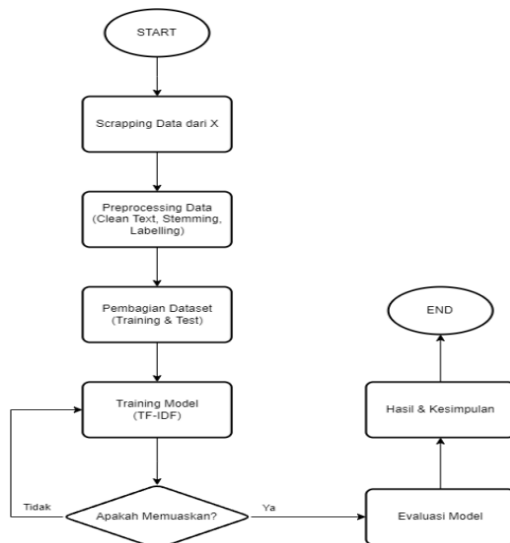 START
Scrapping Data dari X
Preprocessing Data
(Clean Text, Stemming,
Labelling)
Pembagian Dataset
(Training & Test)
Training Model
(TF-IDF)
Apakah Memuaskan?
Tidak
Ya
Evaluasi Model
Hasil & Kesimpulan
END